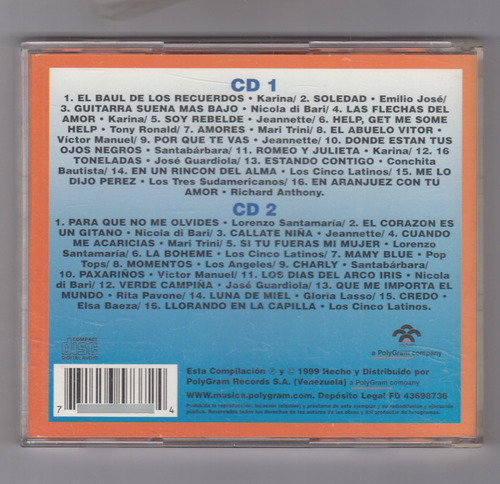 CD 1
1. EL BAUL DE LOS RECUERDOS • Karina/ 2. SOLEDAD • Emilio José/
3. GUITARRA SUENA MAS BAJO • Nicola di Bari/ 4. LAS FLECHAS DEL
AMOR • Karina/ 5. SOY REBELDE • Jeannette/ 6. HELP, GET ME SOME
HELP • Tony Ronald/ 7. AMORES • Mari Trini/ 8. EL ABUELO VITOR •
Víctor Manuel/ 9. POR QUE TE VAS • Jeannette/ 10. DONDE ESTAN TUS
OJOS NEGROS • Santabárbara/ 11. ROMEO Y JULIETA • Karina/ 12. 16
TONELADAS • José Guardiola/ 13. ESTANDO CONTIGO • Conchita
Bautista/ 14. EN UN RINCON DEL ALMA • Los Cinco Latinos/ 15. ME LO
DIJO PEREZ • Los Tres Sudamericanos/ 16. EN ARANJUEZ CON TU
AMOR • Richard Anthony.
CD 2
1. PARA QUE NO ME OLVIDES • Lorenzo Santamaría/ 2. EL CORAZON ES
UN GITANO • Nicola di Bari/ 3. CALLATE NIÑA • Jeannette/ 4. CUANDO
ME ACARICIAS • Mari Trini/ 5. SI TU FUERAS MI MUJER • Lorenzo
Santamaría/ 6. LA BOHEME • Los Cinco Latinos/ 7. MAMY BLUE • Pop
Tops/ 8. MOMENTOS • Los Angeles/ 9. CHARLY • Santabárbara/
10. PAXARIÑOS • Víctor Manuel/ 11. LOS DIAS DEL ARCO IRIS • Nicola
di Bari/ 12. VERDE CAMPIÑA • José Guardiola/ 13. QUE ME IMPORTA EL
MUNDO • Rita Pavone/ 14. LUNA DE MIEL • Gloria Lasso/ 15. CREDO •
Elsa Baeza/ 16. LLORANDO EN LA CAPILLA • Los Cinco Latinos.
COMPACT
disc
DIGITAL AUDIO
a PolyGram company
Esta Compilación ℗ y © 1999 Hecho y Distribuido por
PolyGram Records S.A. (Venezuela) a PolyGram company
www.musica.polygram.com. Depósito Legal FO 43698736
7 4